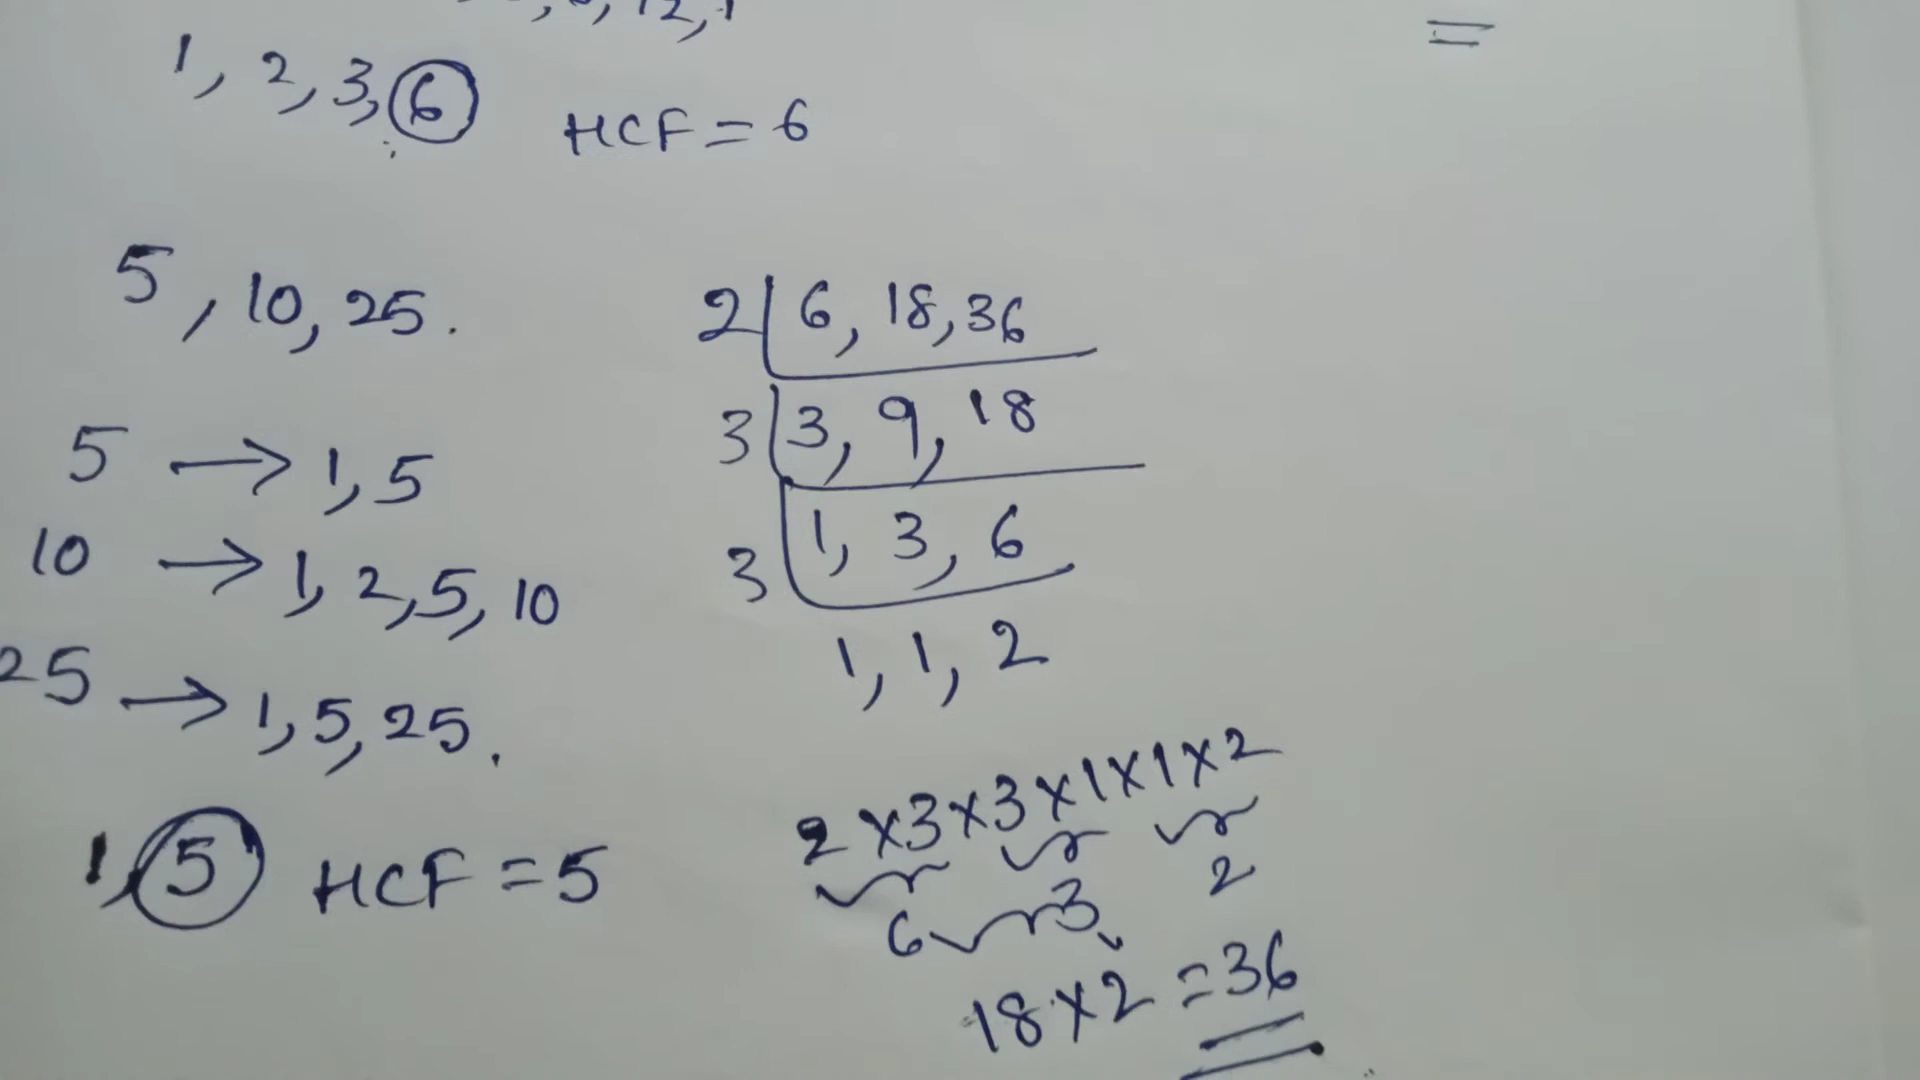 1, 2, 3, 6 HCF = 6
5, 10, 25.
5 → 1, 5
10 → 1, 2, 5, 10
25 → 1, 5, 25.
1, 5 HCF = 5
=
2 | 6, 18, 36
3 | 3, 9, 18
3 | 1, 3, 6
1, 1, 2
2 x 3 x 3 x 1 x 1 x 2
6 3 2
18 x 2 = 36